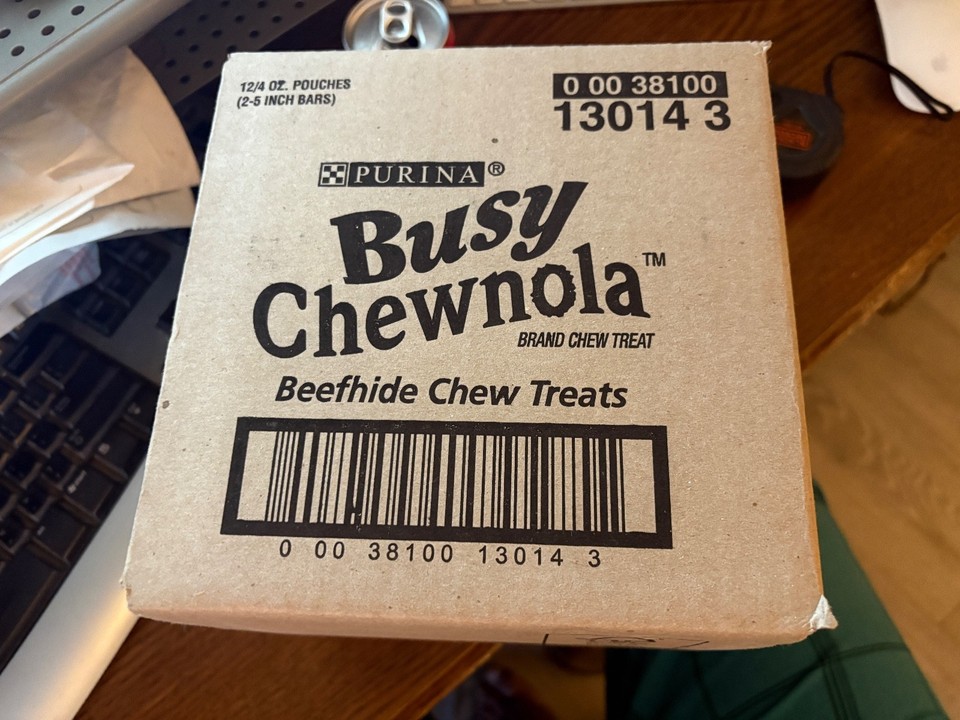 12/4 OZ. POUCHES
(2-5 INCH BARS)
0 00 38100
13014 3
PURINA®
Busy
Chewnola™
BRAND CHEW TREAT
Beefhide Chew Treats
0 00 38100 13014 3